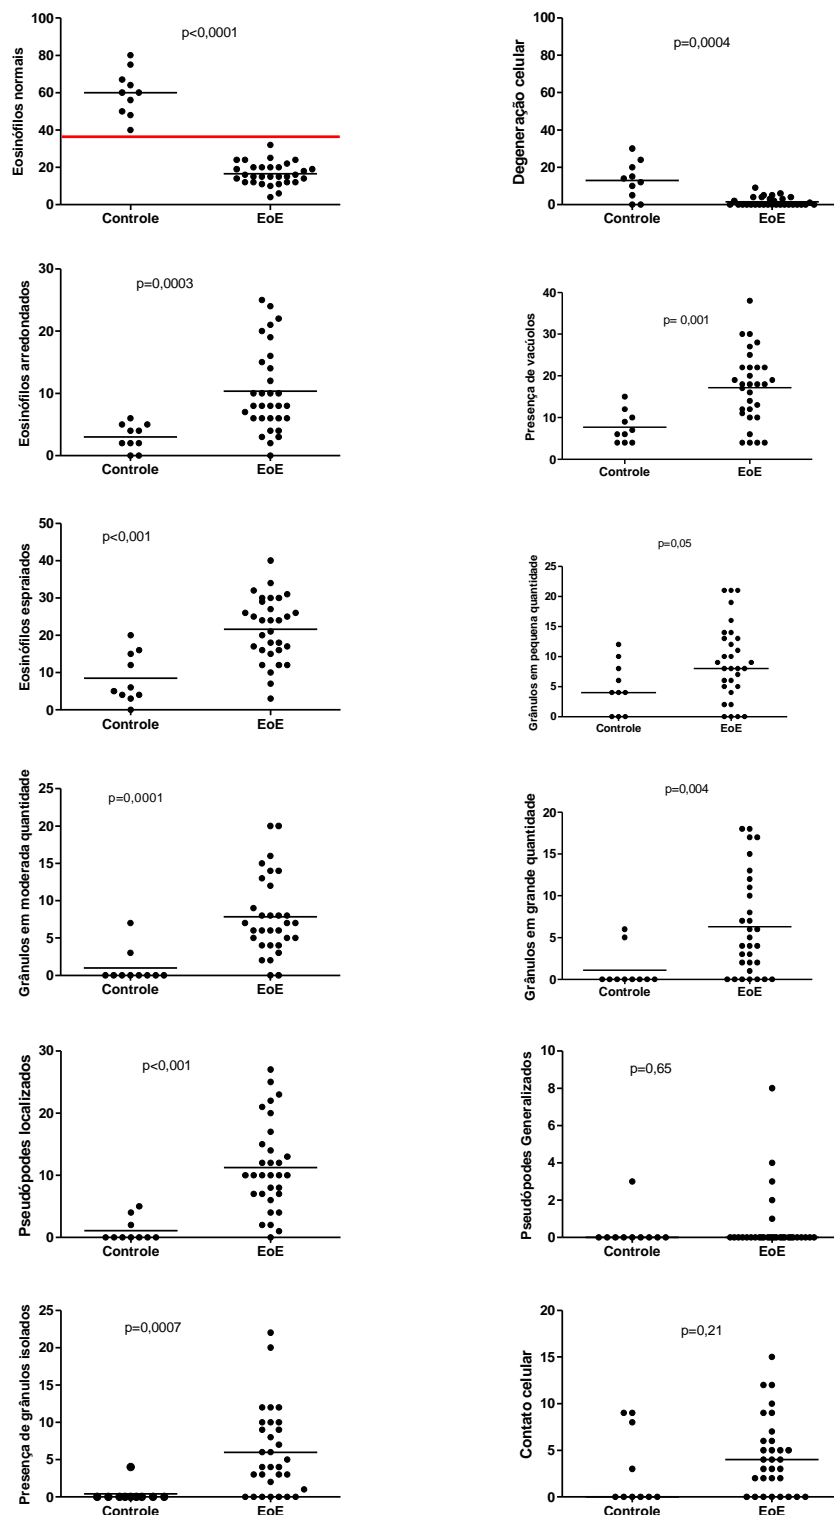 Eosinófilos normais
100
80
60
40
20
0
p<0,0001
Controle
EoE
Degeneração celular
100
80
60
40
20
0
p=0,0004
Controle
EoE
Eosinófilos arredondados
30
20
10
0
p=0,0003
Controle
EoE
Presença de vacúolos
40
30
20
10
0
p= 0,001
Controle
EoE
Eosinófilos espraiados
50
40
30
20
10
0
p<0,001
Controle
EoE
Grânulos em pequena quantidade
25
20
15
10
5
0
p=0,05
Controle
EoE
Grânulos em moderada quantidade
25
20
15
10
5
0
p=0,0001
Controle
EoE
Grânulos em grande quantidade
20
15
10
5
0
p=0,004
Controle
EoE
Pseudópodes localizados
30
20
10
0
p<0,001
Controle
EoE
Pseudópodes Generalizados
10
8
6
4
2
0
p=0,65
Controle
EoE
Presença de grânulos isolados
25
20
15
10
5
0
p=0,0007
Controle
EoE
Contato celular
20
15
10
5
0
p=0,21
Controle
EoE